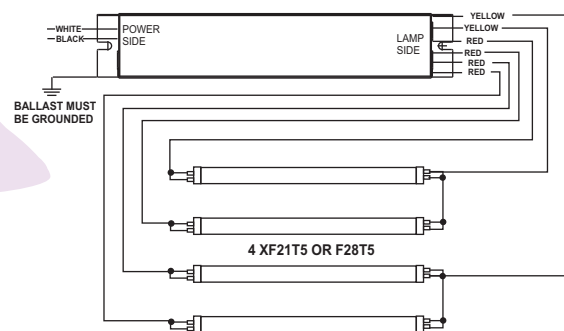 YELLOW
WHITE
POWER
YELLOW
BLACK
SIDE
LAMP
RED
SIDE
RED
RED
RED
BALLAST MUST
BE GROUNDED
4 XF21T5 OR F28T5